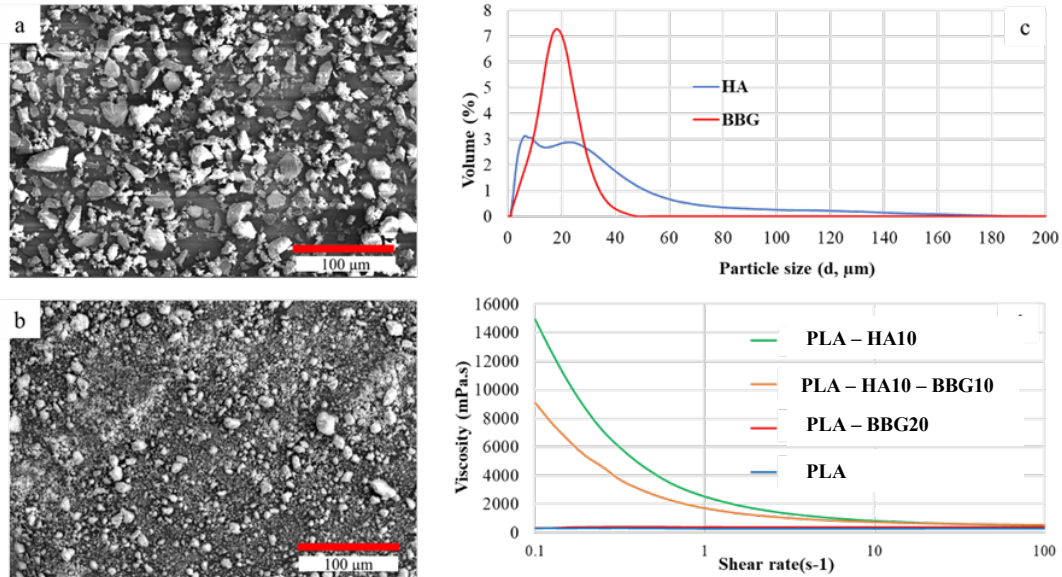 a
100 μm
b
100 μm
c
Volume (%)
8
7
6
5
4
3
2
1
0
HA
BBG
0 20 40 60 80 100 120 140 160 180 200
Particle size (d, μm)
Viscosity (mPa.s)
16000
14000
12000
10000
8000
6000
4000
2000
0
PLA – HA10
PLA – HA10 – BBG10
PLA – BBG20
PLA
0.1 1 10 100
Shear rate(s-1)